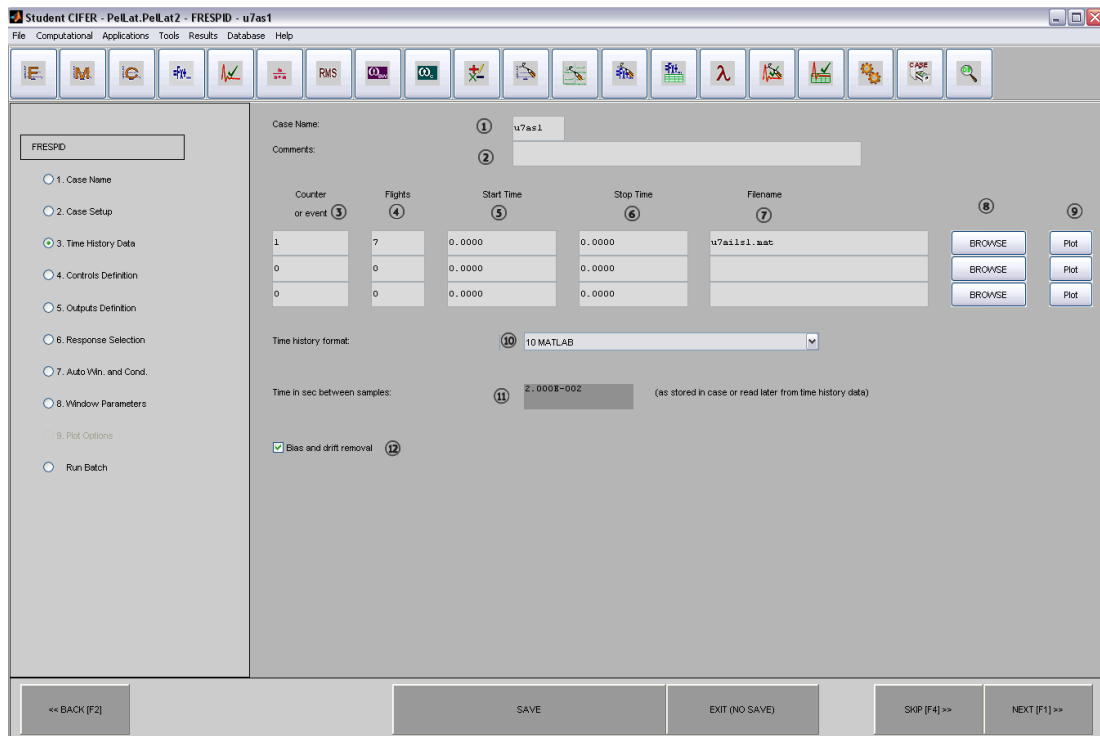 Student CIFER - PelLat.PelLat2 - FRESPID - u7as1
File Computational Applications Tools Results Database Help
RMS
CASE
FRESPID
1. Case Name
2. Case Setup
3. Time History Data
4. Controls Definition
5. Outputs Definition
6. Response Selection
7. Auto Win. and Cond.
8. Window Parameters
9. Plot Options
Run Batch
Case Name: 1 u7as1
Comments: 2
Counter Flights Start Time Stop Time Filename
or event 3 4 5 6 7 8 9
1 7 0.0000 0.0000 u7ails1.mat BROWSE Plot
0 0 0.0000 0.0000 BROWSE Plot
0 0 0.0000 0.0000 BROWSE Plot
Time history format: 10 10 MATLAB
Time in sec between samples: 11 2.000E-002 (as stored in case or read later from time history data)
Bias and drift removal 12
<< BACK [F2] SAVE EXIT (NO SAVE) SKIP [F4] >> NEXT [F1] >>